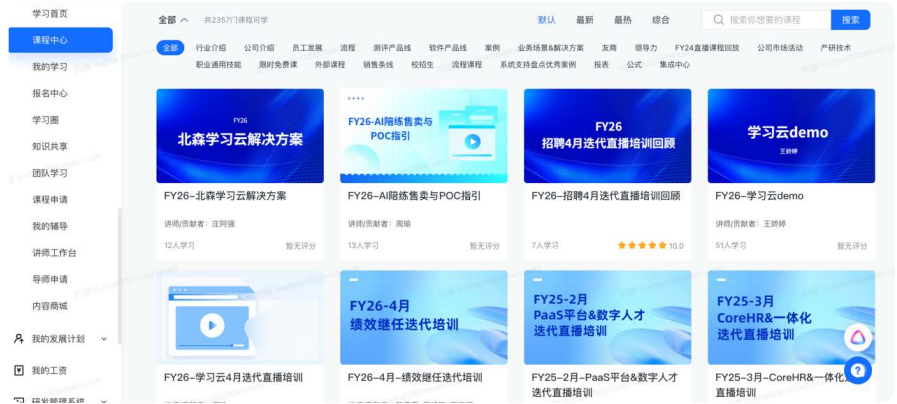 学习首页
课程中心
我的学习
报名中心
学习圈
知识共享
团队学习
课程申请
我的辅导
讲师工作台
导师申请
内容商城
我的发展计划
我的工资
研发管理系统
全部 共2357门课程可学 默认 最新 最热 综合 搜索你想要的课程 搜索
全部 行业介绍 公司介绍 员工发展 流程 测评产品线 软件产品线 案例 业务场景&解决方案 友商 领导力 FY24直播课程回放 公司市场活动 产研技术
职业通用技能 限时免费课 外部课程 销售条线 校招生 流程课程 系统支持盘点优秀案例 报表 公式 集成中心
FY26
北森学习云解决方案
FY26-北森学习云解决方案
讲师/贡献者：庄阿强
12人学习 暂无评分
FY26-AI陪练售卖与
POC指引
FY26-AI陪练售卖与POC指引
讲师/贡献者：周瑜
13人学习 暂无评分
FY26
招聘4月迭代直播培训回顾
FY26-招聘4月迭代直播培训回顾
7人学习 10.0
学习云demo
王娇婷
FY26-学习云demo
讲师/贡献者：王娇婷
51人学习 暂无评分
FY26-学习云4月迭代直播培训
FY26-4月
绩效继任迭代培训
FY26-4月-绩效继任迭代培训
FY25-2月
PaaS平台&数字人才
迭代直播培训
FY25-2月-PaaS平台&数字人才
迭代直播培训
FY25-3月
CoreHR&一体化
迭代直播培训
FY25-3月-CoreHR&一体化
直播培训